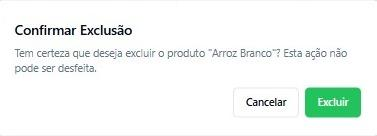 Confirmar Exclusão
Tem certeza que deseja excluir o produto "Arroz Branco"? Esta ação não
pode ser desfeita.
Cancelar
Excluir